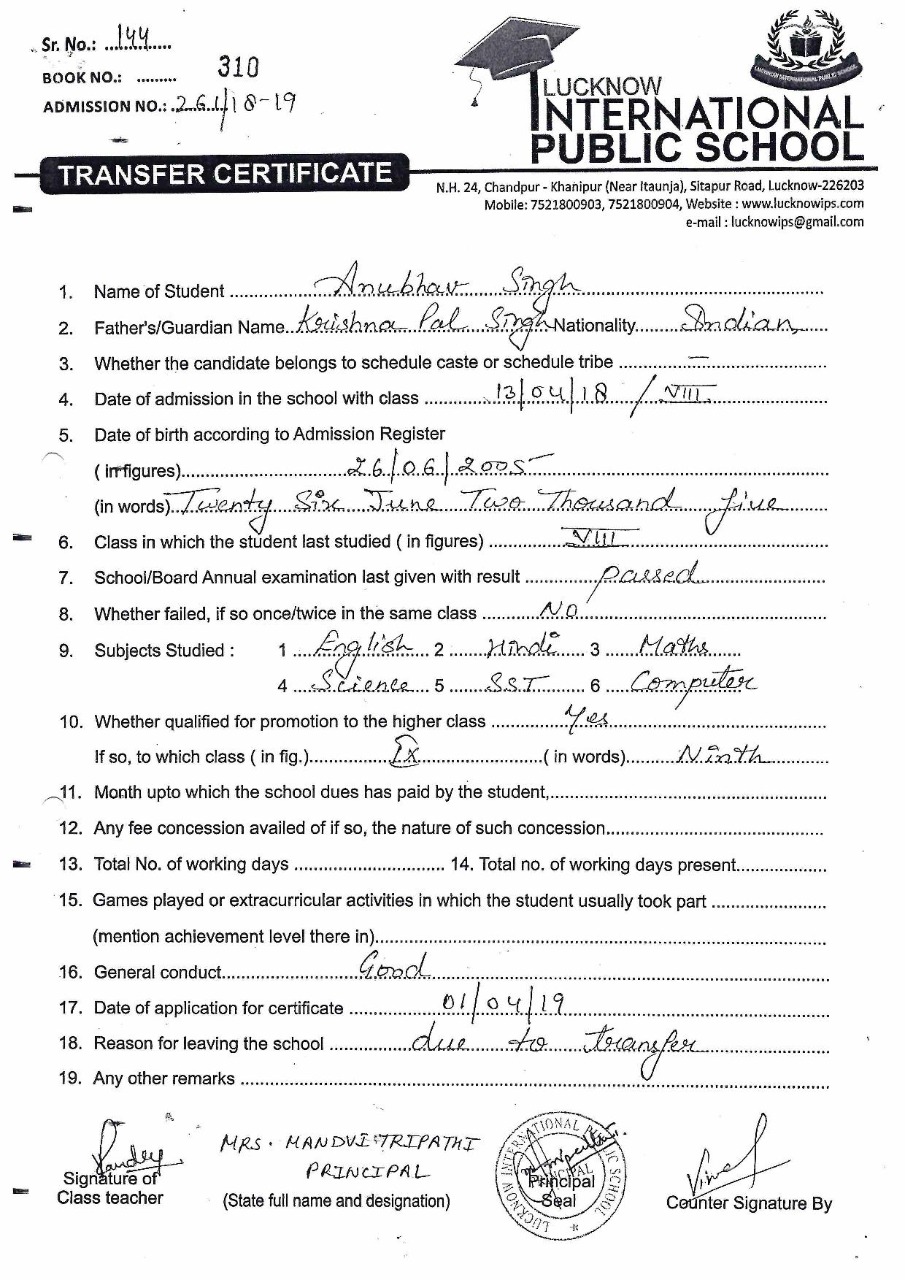 Sr. No.: ...144......
BOOK NO.: ......... 310
ADMISSION NO.: 261/18-19
LUCKNOW
INTERNATIONAL
PUBLIC SCHOOL
LUCKNOW INTERNATIONAL PUBLIC SCHOOL
TRANSFER CERTIFICATE
N.H. 24, Chandpur - Khanipur (Near Itaunja), Sitapur Road, Lucknow-226203
Mobile: 7521800903, 7521800904, Website : www.lucknowips.com
e-mail : lucknowips@gmail.com
1. Name of Student ........ Anubhav Singh ........
2. Father's/Guardian Name.. Krishna Pal Singh Nationality........ Indian .....
3. Whether the candidate belongs to schedule caste or schedule tribe ........ — ........
4. Date of admission in the school with class ........ 13/04/18 / VIII ........
5. Date of birth according to Admission Register
( in figures)........ 26/06/2005 ........
(in words) Twenty Six June Two Thousand five
6. Class in which the student last studied ( in figures) ........ VIII ........
7. School/Board Annual examination last given with result ........ passed ........
8. Whether failed, if so once/twice in the same class ........ NO ........
9. Subjects Studied : 1 ... English ... 2 ... Hindi ... 3 ... Maths ...
4 ... Science ... 5 ... SST ... 6 ... Computer
10. Whether qualified for promotion to the higher class ........ Yes ........
If so, to which class ( in fig.)........ IX ........( in words)........ Ninth ........
11. Month upto which the school dues has paid by the student,........
12. Any fee concession availed of if so, the nature of such concession........
13. Total No. of working days ........ 14. Total no. of working days present........
15. Games played or extracurricular activities in which the student usually took part ........
(mention achievement level there in)........
16. General conduct........ Good ........
17. Date of application for certificate ........ 01/04/19 ........
18. Reason for leaving the school ........ due to transfer ........
19. Any other remarks ........
Pandey
Signature of
Class teacher
MRS. MANDVI TRIPATHI
PRINCIPAL
(State full name and designation)
LUCKNOW INTERNATIONAL PUBLIC SCHOOL
PRINCIPAL
Principal
Seal
Counter Signature By